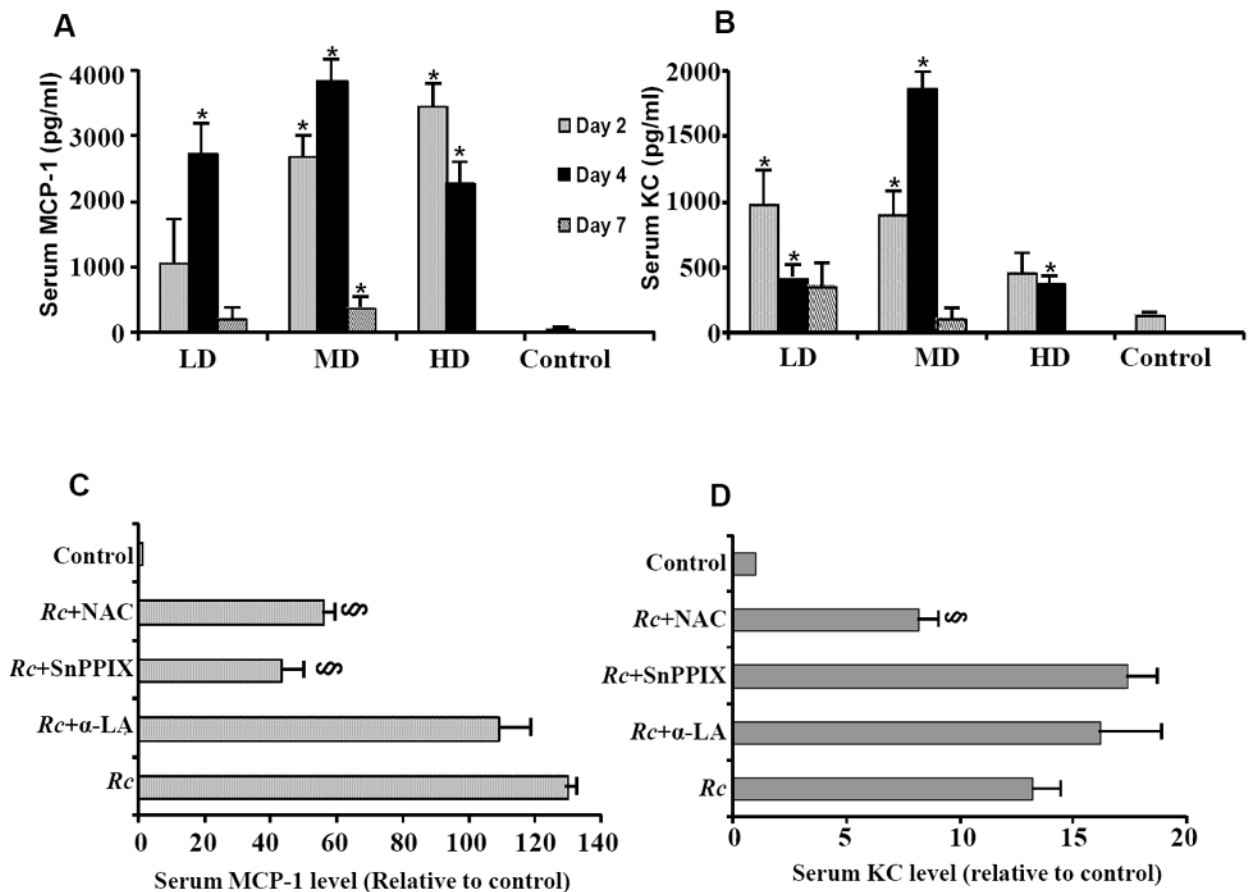 A
Serum MCP-1 (pg/ml)
4000
3000
2000
1000
0
*
*
*
*
*
*
LD
MD
HD
Control
Day 2
Day 4
Day 7
B
Serum KC (pg/ml)
2000
1500
1000
500
0
*
*
*
*
*
LD
MD
HD
Control
C
Control
Rc+NAC
§
Rc+SnPPIX
§
Rc+α-LA
Rc
0 20 40 60 80 100 120 140
Serum MCP-1 level (Relative to control)
D
Control
Rc+NAC
§
Rc+SnPPIX
Rc+α-LA
Rc
0 5 10 15 20
Serum KC level (relative to control)